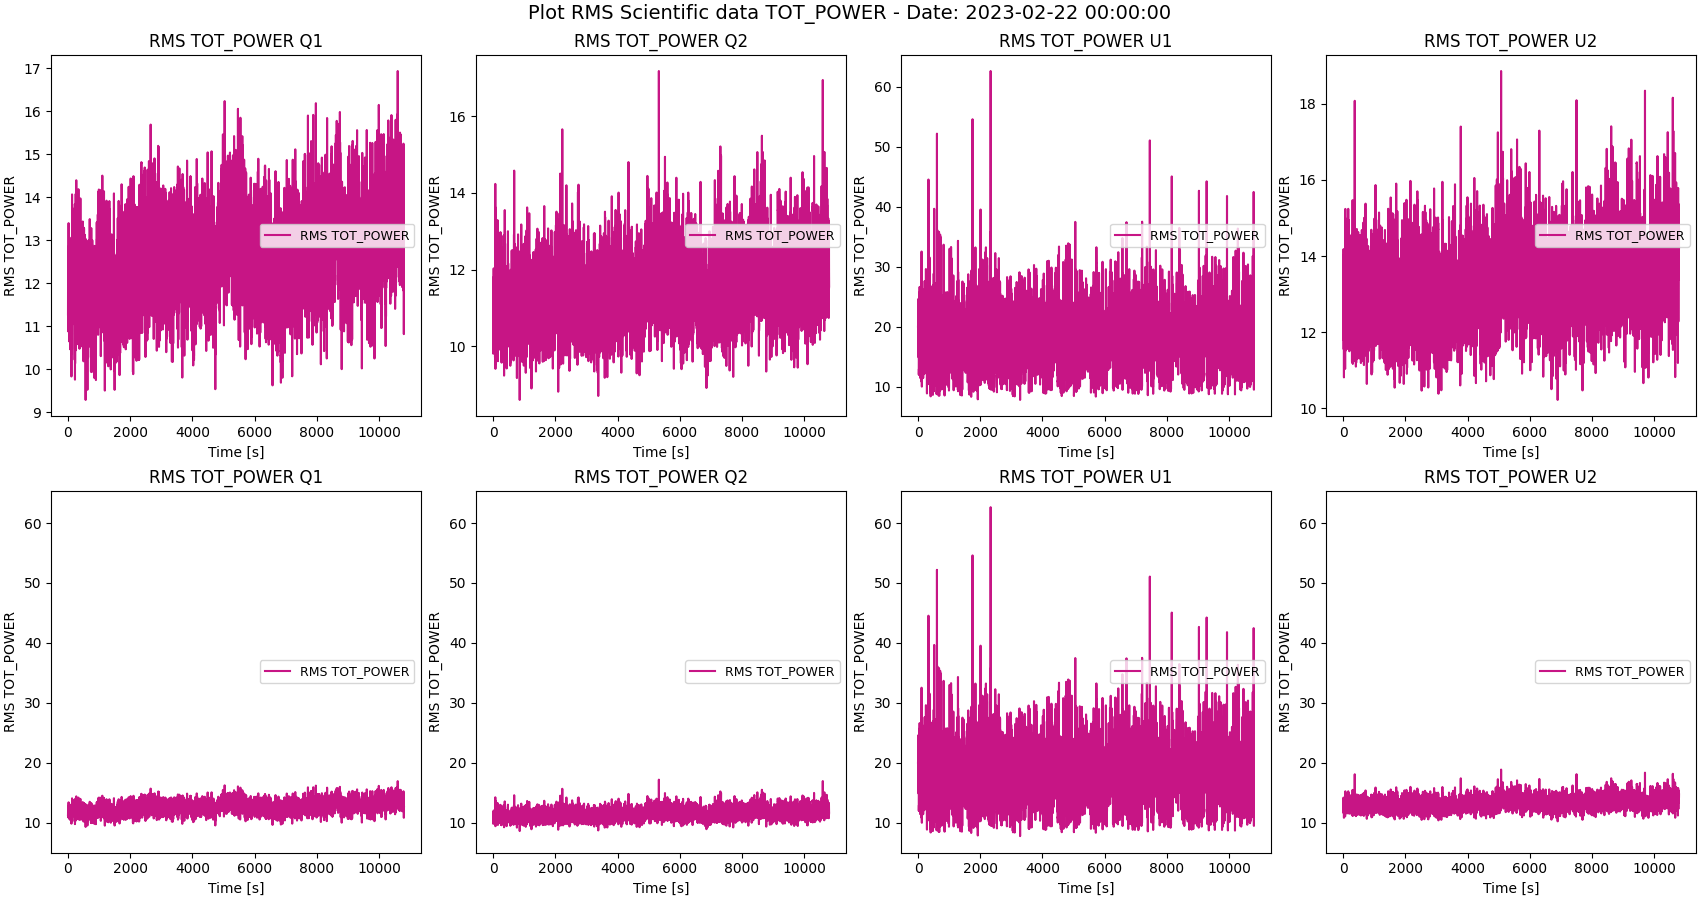 Plot RMS Scientific data TOT_POWER - Date: 2023-02-22 00:00:00
RMS TOT_POWER Q1
RMS TOT_POWER
17
16
15
14
13
12
11
10
9
RMS TOT_POWER
0 2000 4000 6000 8000 10000
Time [s]
RMS TOT_POWER Q2
RMS TOT_POWER
16
14
12
10
RMS TOT_POWER
0 2000 4000 6000 8000 10000
Time [s]
RMS TOT_POWER U1
RMS TOT_POWER
60
50
40
30
20
10
RMS TOT_POWER
0 2000 4000 6000 8000 10000
Time [s]
RMS TOT_POWER U2
RMS TOT_POWER
18
16
14
12
10
RMS TOT_POWER
0 2000 4000 6000 8000 10000
Time [s]
RMS TOT_POWER Q1
RMS TOT_POWER
60
50
40
30
20
10
RMS TOT_POWER
0 2000 4000 6000 8000 10000
Time [s]
RMS TOT_POWER Q2
RMS TOT_POWER
60
50
40
30
20
10
RMS TOT_POWER
0 2000 4000 6000 8000 10000
Time [s]
RMS TOT_POWER U1
RMS TOT_POWER
60
50
40
30
20
10
RMS TOT_POWER
0 2000 4000 6000 8000 10000
Time [s]
RMS TOT_POWER U2
RMS TOT_POWER
60
50
40
30
20
10
RMS TOT_POWER
0 2000 4000 6000 8000 10000
Time [s]